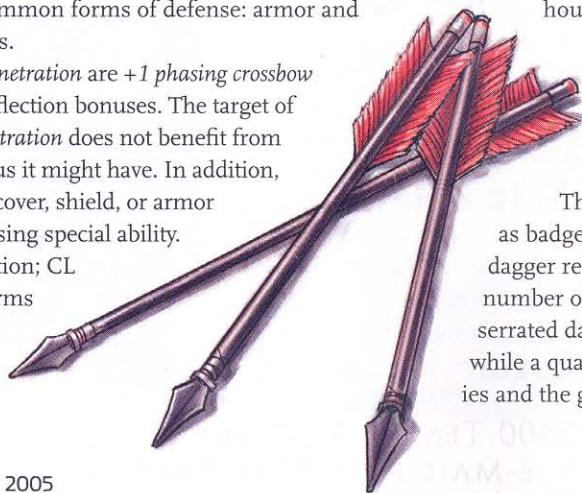 mmon forms of defense: armor and
s.
netration are +1 phasing crossbow
flection bonuses. The target of
tration does not benefit from
us it might have. In addition,
cover, shield, or armor
sing special ability.
tion; CL
rms
2005
hou
Th
as badge
dagger re
number o
serrated da
while a qua
ies and the g